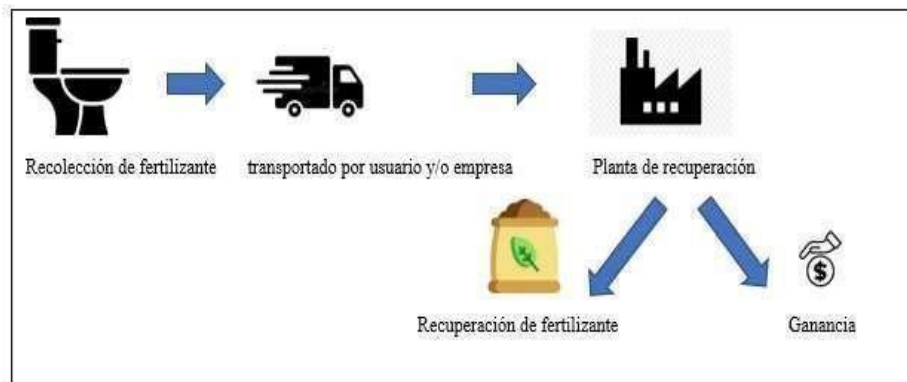 Recolección de fertilizante
transportado por usuario y/o empresa
Planta de recuperación
$
Recuperación de fertilizante
Ganancia